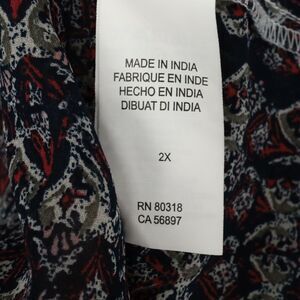 MADE IN INDIA
FABRIQUE EN INDE
HECHO EN INDIA
DIBUAT DI INDIA
2X
RN 80318
CA 56897